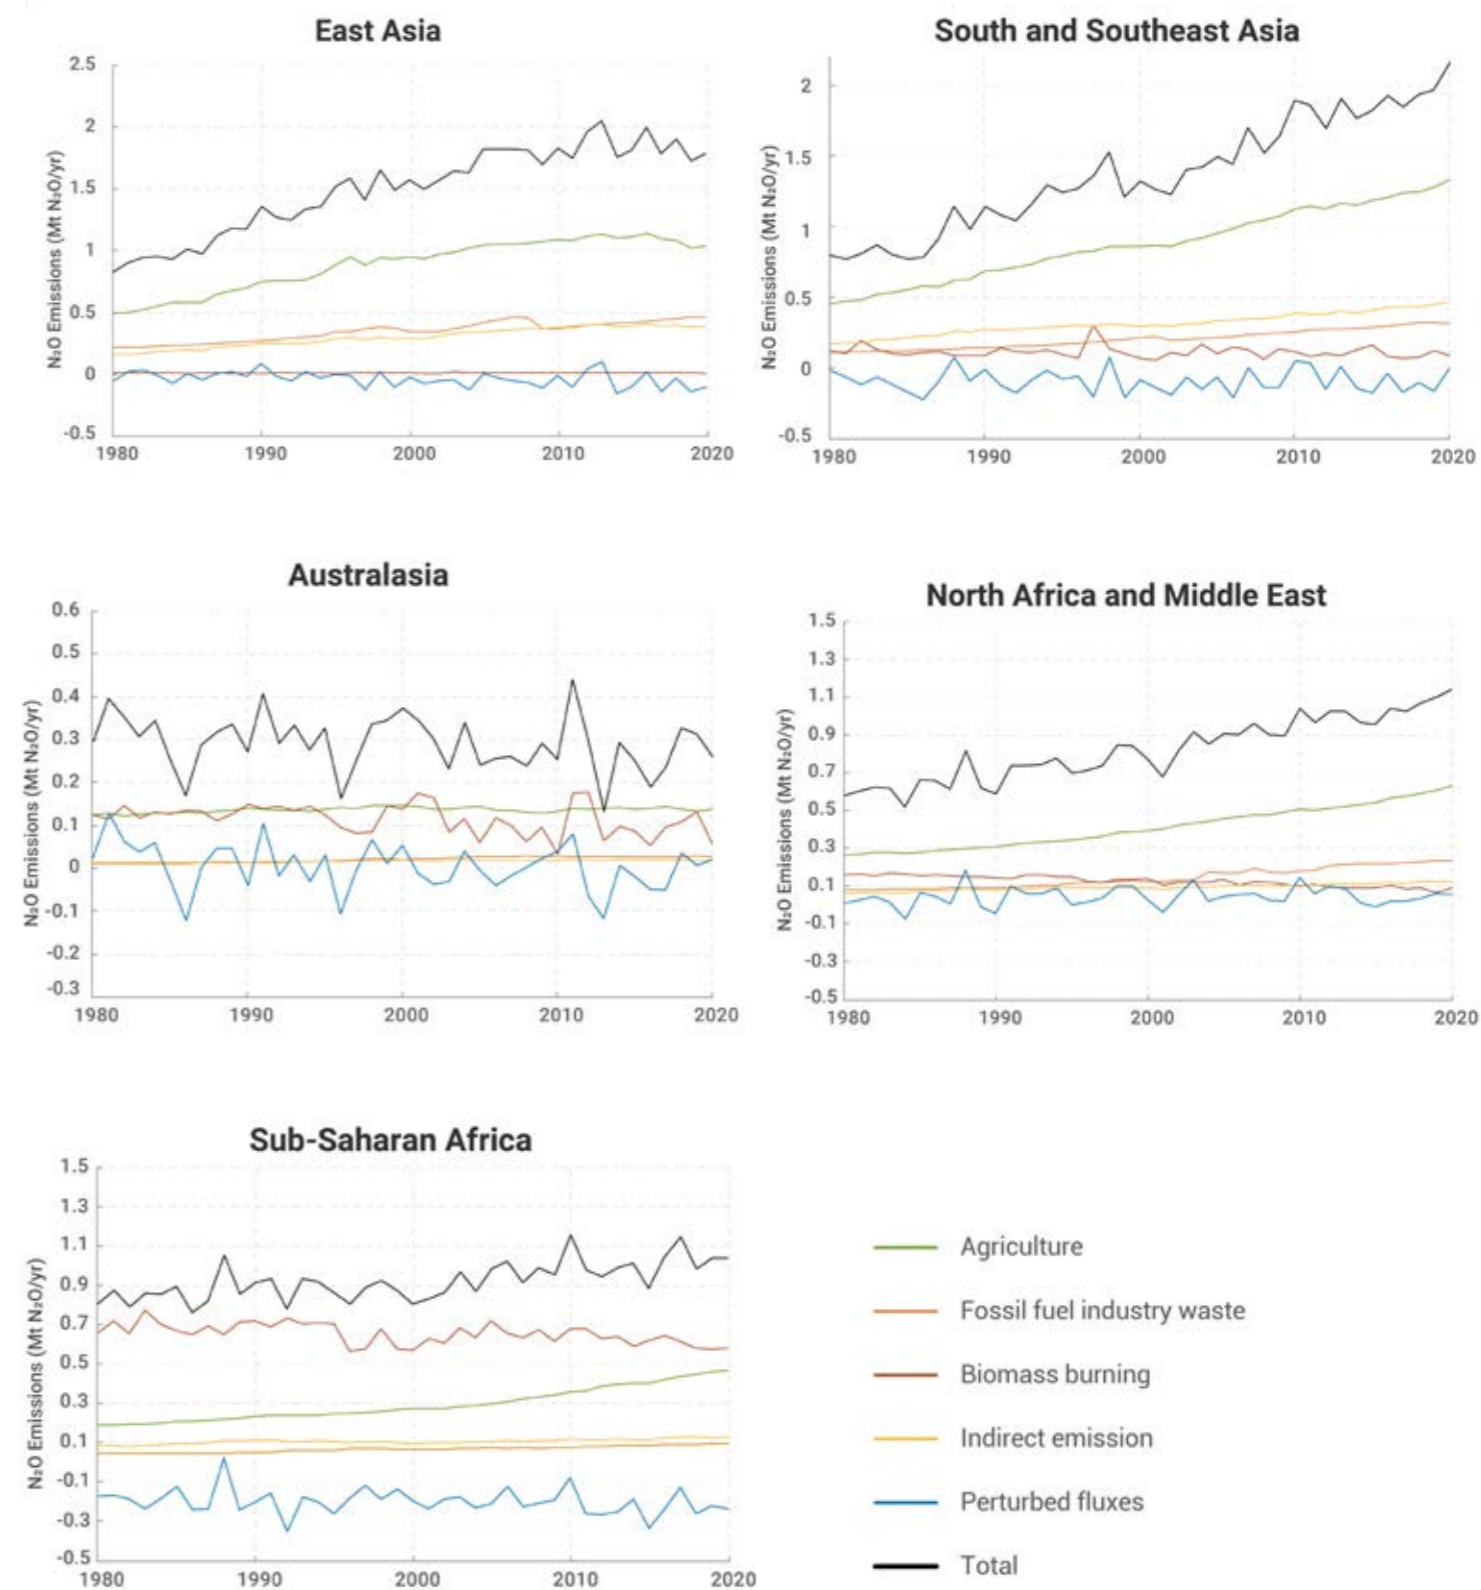 East Asia
N₂O Emissions (Mt N₂O/yr)
2.5
2
1.5
1
0.5
0
-0.5
1980 1990 2000 2010 2020
South and Southeast Asia
N₂O Emissions (Mt N₂O/yr)
2
1.5
1
0.5
0
-0.5
1980 1990 2000 2010 2020
Australasia
N₂O Emissions (Mt N₂O/yr)
0.6
0.5
0.4
0.3
0.2
0.1
0
-0.1
-0.2
-0.3
1980 1990 2000 2010 2020
North Africa and Middle East
N₂O Emissions (Mt N₂O/yr)
1.5
1.3
1.1
0.9
0.7
0.5
0.3
0.1
-0.1
-0.3
-0.5
1980 1990 2000 2010 2020
Sub-Saharan Africa
N₂O Emissions (Mt N₂O/yr)
1.5
1.3
1.1
0.9
0.7
0.5
0.3
0.1
-0.1
-0.3
-0.5
1980 1990 2000 2010 2020
Agriculture
Fossil fuel industry waste
Biomass burning
Indirect emission
Perturbed fluxes
Total